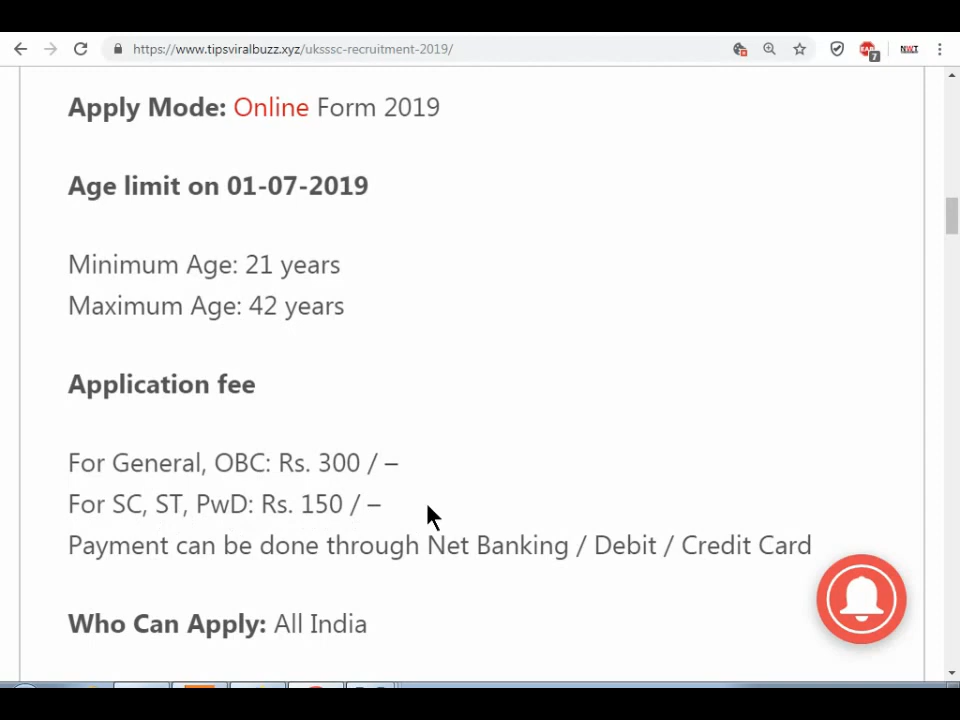 https://www.tipsviralbuzz.xyz/uksssc-recruitment-2019/
7
NWT
Apply Mode: Online Form 2019
Age limit on 01-07-2019
Minimum Age: 21 years
Maximum Age: 42 years
Application fee
For General, OBC: Rs. 300 / –
For SC, ST, PwD: Rs. 150 / –
Payment can be done through Net Banking / Debit / Credit Card
Who Can Apply: All India